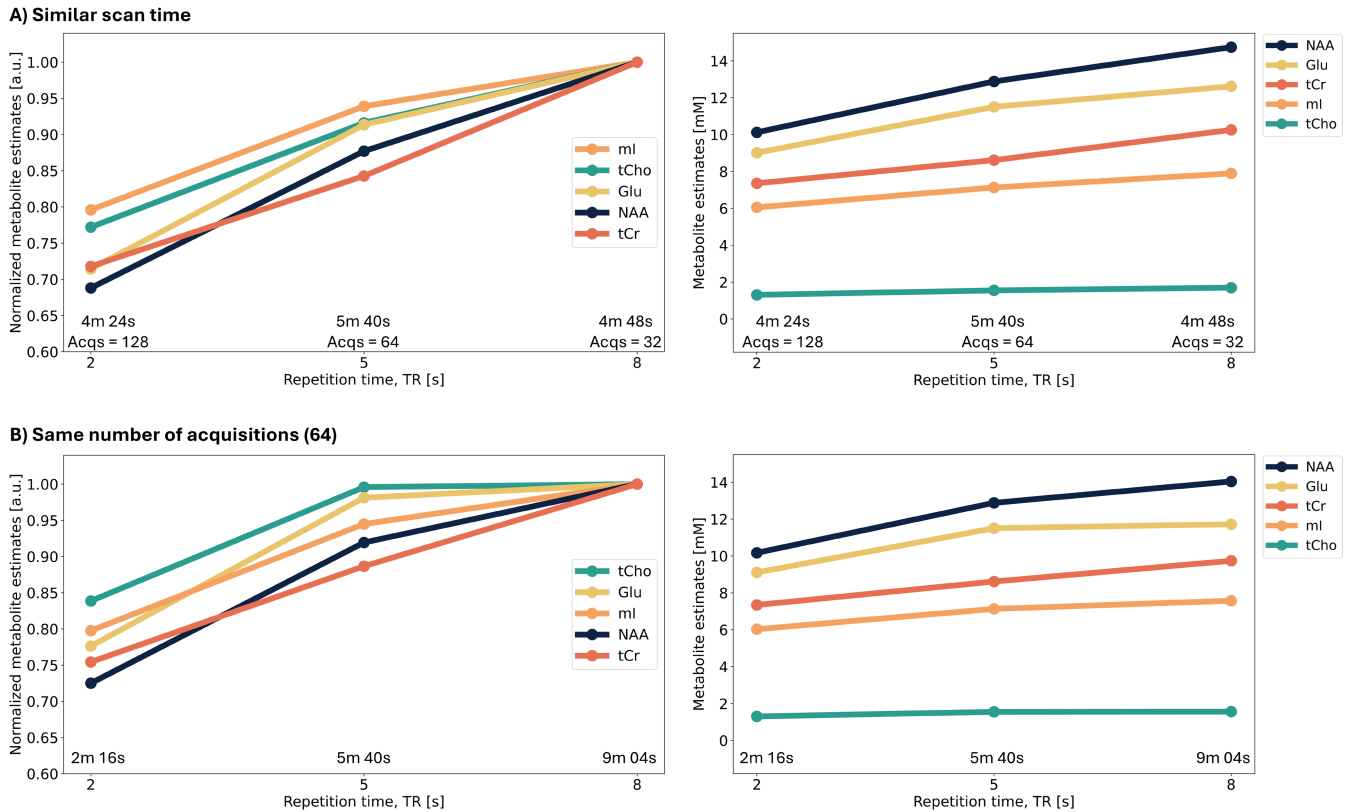 A) Similar scan time
Normalized metabolite estimates [a.u.]
1.00
0.95
0.90
0.85
0.80
0.75
0.70
0.65
0.60
mI
tCho
Glu
NAA
tCr
4m 24s
Acqs = 128
5m 40s
Acqs = 64
4m 48s
Acqs = 32
2
5
8
Repetition time, TR [s]
Metabolite estimates [mM]
14
12
10
8
6
4
2
0
NAA
Glu
tCr
mI
tCho
4m 24s
Acqs = 128
5m 40s
Acqs = 64
4m 48s
Acqs = 32
2
5
8
Repetition time, TR [s]
B) Same number of acquisitions (64)
Normalized metabolite estimates [a.u.]
1.00
0.95
0.90
0.85
0.80
0.75
0.70
0.65
0.60
tCho
Glu
mI
NAA
tCr
2m 16s
5m 40s
9m 04s
2
5
8
Repetition time, TR [s]
Metabolite estimates [mM]
14
12
10
8
6
4
2
0
NAA
Glu
tCr
mI
tCho
2m 16s
5m 40s
9m 04s
2
5
8
Repetition time, TR [s]